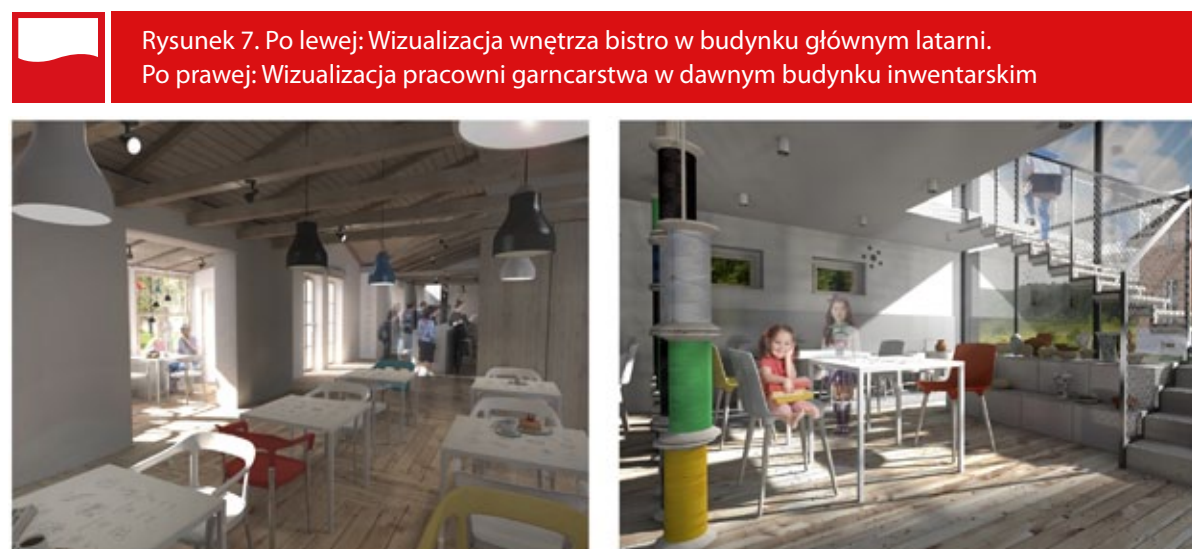 Rysunek 7. Po lewej: Wizualizacja wnętrza bistro w budynku głównym latarni.
Po prawej: Wizualizacja pracowni garncarstwa w dawnym budynku inwentarskim